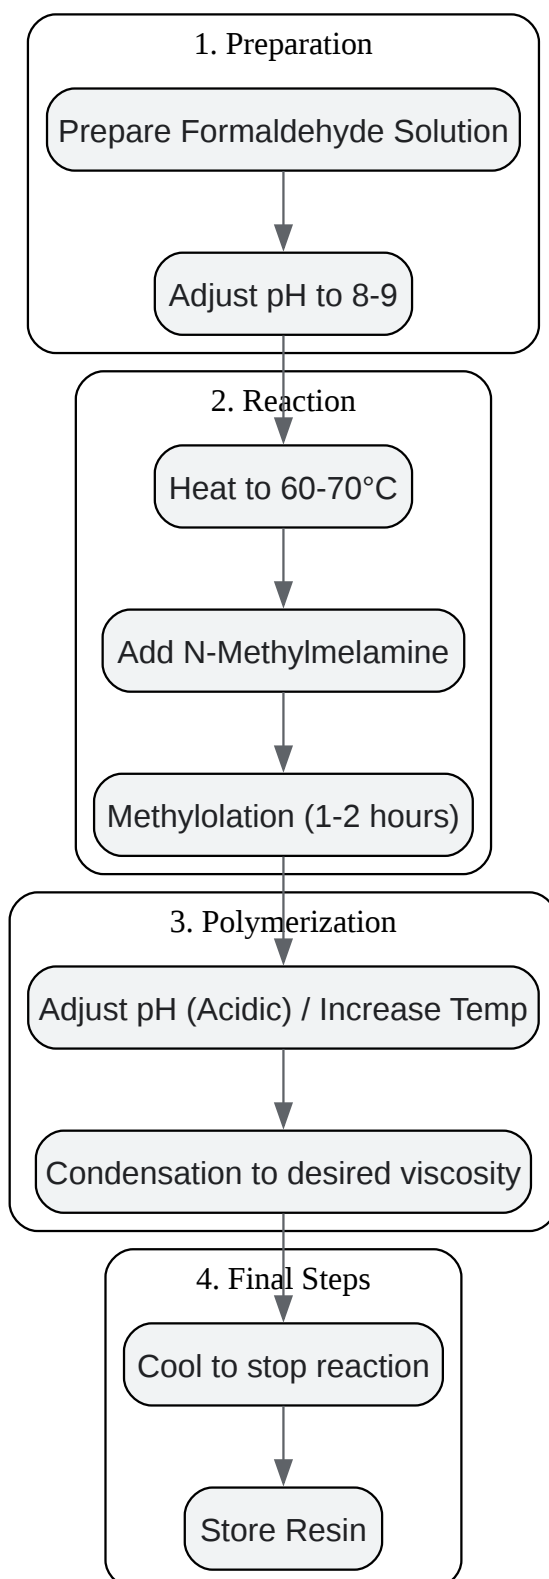 1. Preparation
Prepare Formaldehyde Solution
Adjust pH to 8-9
2. Reaction
Heat to 60-70°C
Add N-Methylmelamine
Methylolation (1-2 hours)
3. Polymerization
Adjust pH (Acidic) / Increase Temp
Condensation to desired viscosity
4. Final Steps
Cool to stop reaction
Store Resin